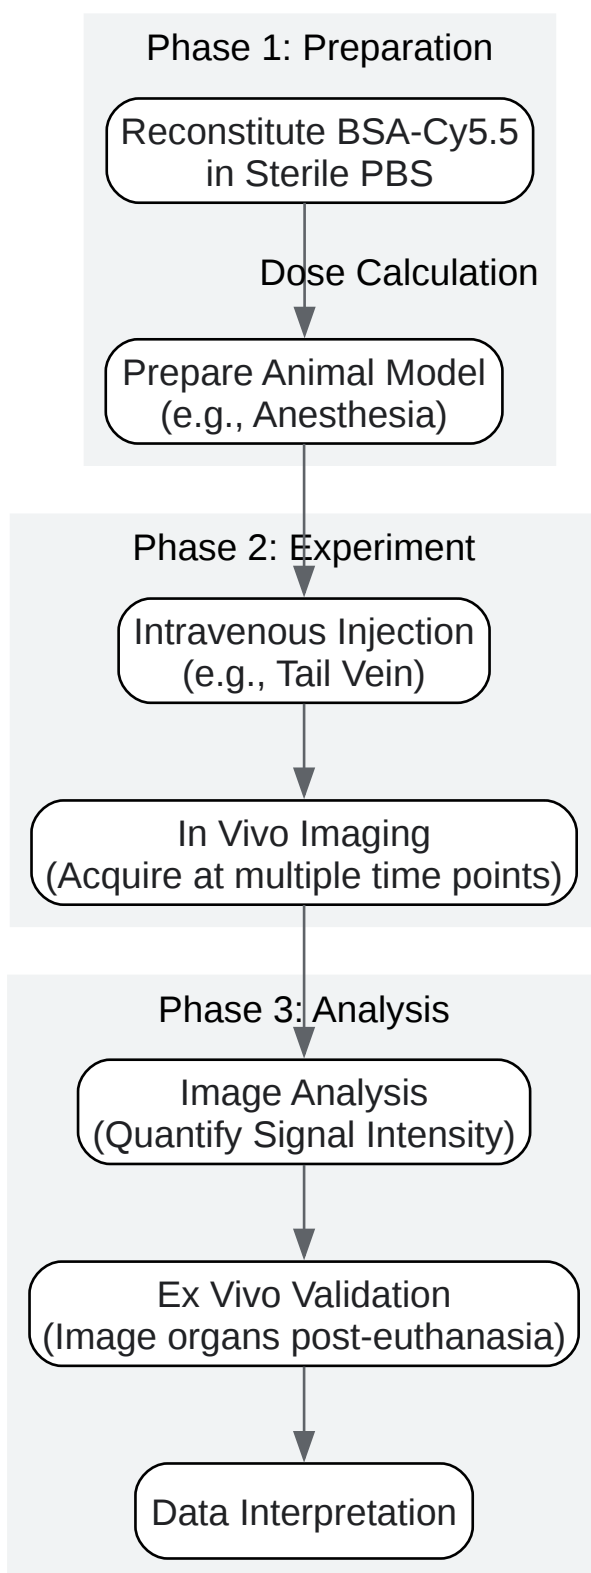 Phase 1: Preparation
Reconstitute BSA-Cy5.5
in Sterile PBS
Dose Calculation
Prepare Animal Model
(e.g., Anesthesia)
Phase 2: Experiment
Intravenous Injection
(e.g., Tail Vein)
In Vivo Imaging
(Acquire at multiple time points)
Phase 3: Analysis
Image Analysis
(Quantify Signal Intensity)
Ex Vivo Validation
(Image organs post-euthanasia)
Data Interpretation